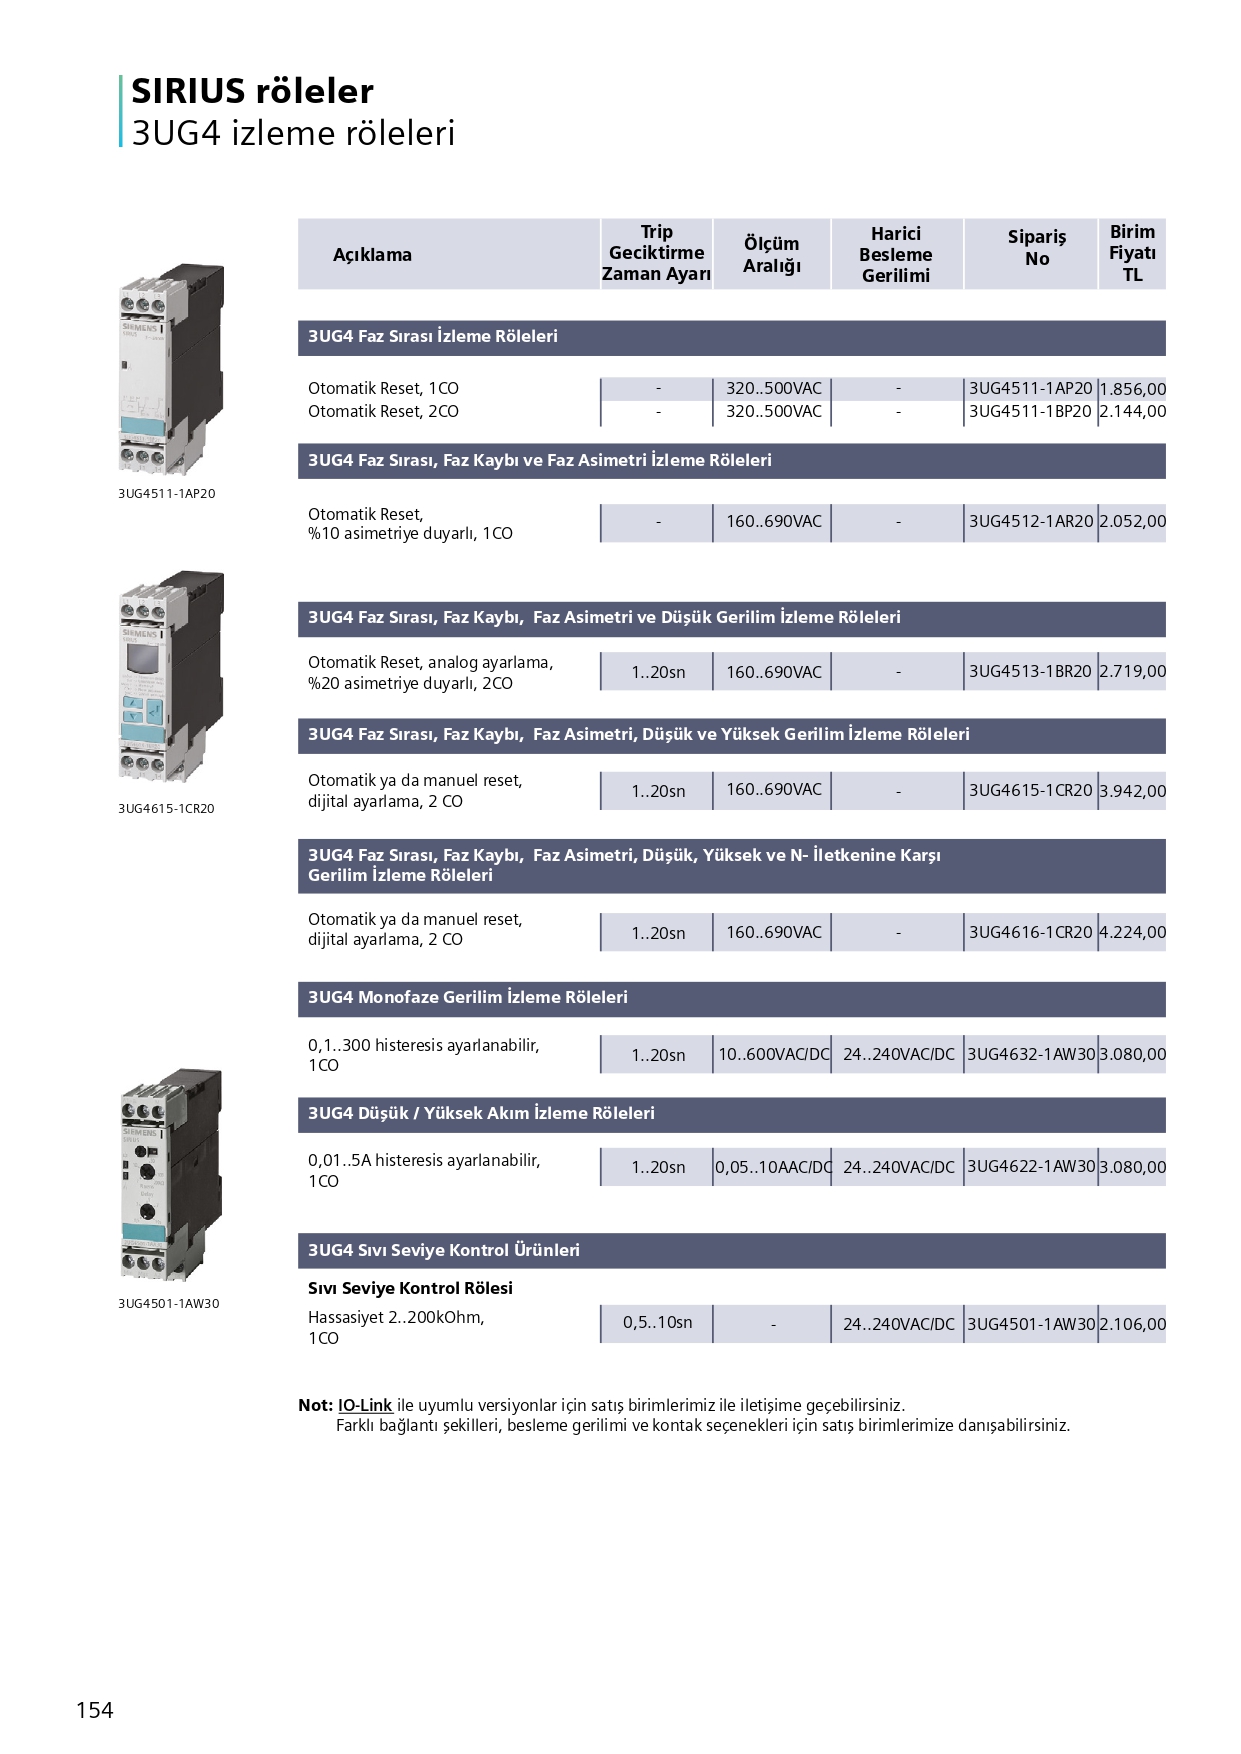 SIRIUS röleler
3UG4 izleme röleleri
Açıklama
Trip
Geciktirme
Zaman Ayarı
Ölçüm
Aralığı
Harici
Besleme
Gerilimi
Sipariş
No
Birim
Fiyatı
TL
3UG4 Faz Sırası İzleme Röleleri
Otomatik Reset, 1CO - 320..500VAC - 3UG4511-1AP20 1.856,00
Otomatik Reset, 2CO - 320..500VAC - 3UG4511-1BP20 2.144,00
SIEMENS
SIRIUS
3UG4511-1AP20
3UG4 Faz Sırası, Faz Kaybı ve Faz Asimetri İzleme Röleleri
Otomatik Reset,
%10 asimetriye duyarlı, 1CO
- 160..690VAC - 3UG4512-1AR20 2.052,00
3UG4 Faz Sırası, Faz Kaybı,  Faz Asimetri ve Düşük Gerilim İzleme Röleleri
Otomatik Reset, analog ayarlama,
%20 asimetriye duyarlı, 2CO
1..20sn 160..690VAC - 3UG4513-1BR20 2.719,00
SIEMENS
SIRIUS
3UG4615-1CR20
3UG4 Faz Sırası, Faz Kaybı,  Faz Asimetri, Düşük ve Yüksek Gerilim İzleme Röleleri
Otomatik ya da manuel reset,
dijital ayarlama, 2 CO
1..20sn 160..690VAC - 3UG4615-1CR20 3.942,00
3UG4 Faz Sırası, Faz Kaybı,  Faz Asimetri, Düşük, Yüksek ve N- İletkenine Karşı
Gerilim İzleme Röleleri
Otomatik ya da manuel reset,
dijital ayarlama, 2 CO
1..20sn 160..690VAC - 3UG4616-1CR20 4.224,00
3UG4 Monofaze Gerilim İzleme Röleleri
0,1..300 histeresis ayarlanabilir,
1CO
1..20sn 10..600VAC/DC 24..240VAC/DC 3UG4632-1AW30 3.080,00
3UG4 Düşük / Yüksek Akım İzleme Röleleri
0,01..5A histeresis ayarlanabilir,
1CO
1..20sn 0,05..10AAC/DC 24..240VAC/DC 3UG4622-1AW30 3.080,00
SIEMENS
SIRIUS
3UG4501-1AW30
3UG4 Sıvı Seviye Kontrol Ürünleri
Sıvı Seviye Kontrol Rölesi
Hassasiyet 2..200kOhm,
1CO
0,5..10sn - 24..240VAC/DC 3UG4501-1AW30 2.106,00
Not: IO-Link ile uyumlu versiyonlar için satış birimlerimiz ile iletişime geçebilirsiniz.
Farklı bağlantı şekilleri, besleme gerilimi ve kontak seçenekleri için satış birimlerimize danışabilirsiniz.
154